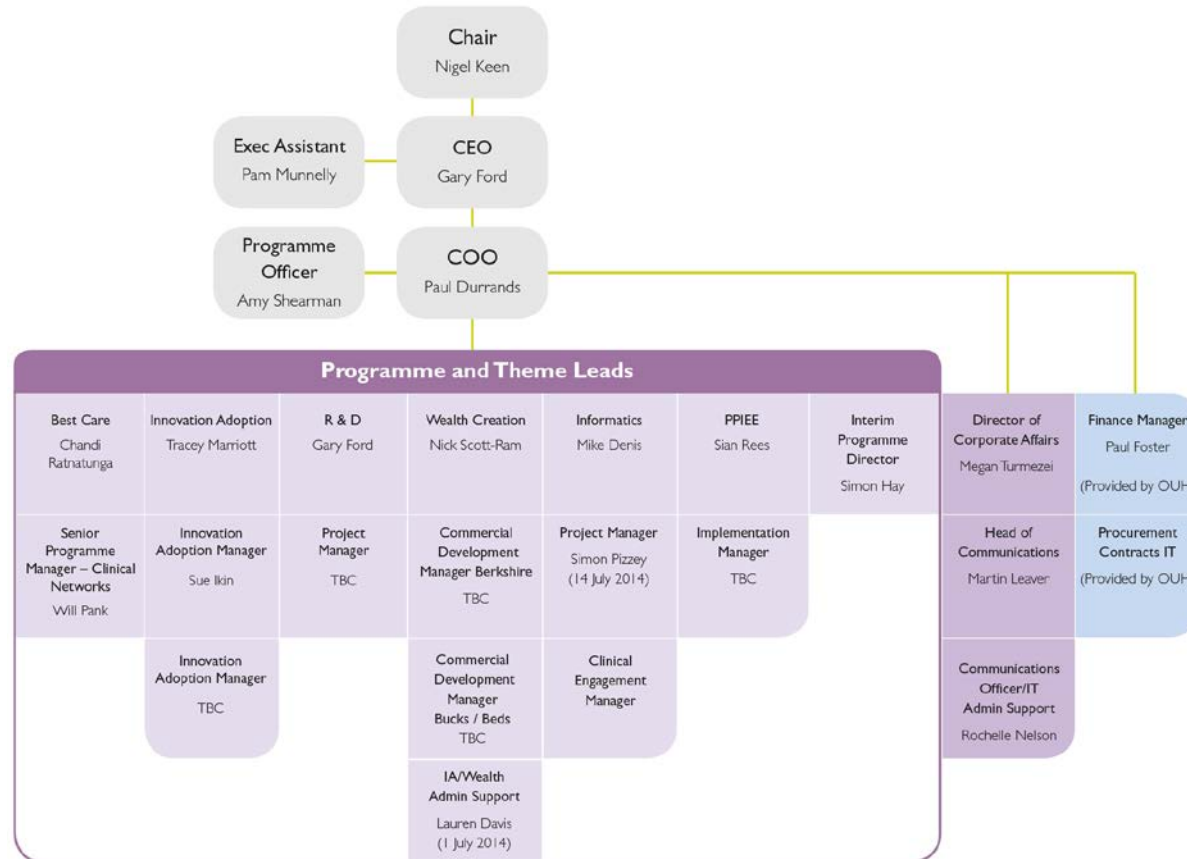 Chair
Nigel Keen
Exec Assistant
Pam Munnelly
CEO
Gary Ford
Programme
Officer
Amy Shearman
COO
Paul Durrands
Programme and Theme Leads
Best Care
Chandi
Ratnatunga
Innovation Adoption
Tracey Marriott
R & D
Gary Ford
Wealth Creation
Nick Scott-Ram
Informatics
Mike Denis
PPIEE
Sian Rees
Interim
Programme
Director
Simon Hay
Director of
Corporate Affairs
Megan Turmezei
Finance Manager
Paul Foster
(Provided by OUH
Senior
Programme
Manager – Clinical
Networks
Will Pank
Innovation
Adoption Manager
Sue Ikin
Project
Manager
TBC
Commercial
Development
Manager Berkshire
TBC
Project Manager
Simon Pizzey
(14 July 2014)
Implementation
Manager
TBC
Head of
Communications
Martin Leaver
Procurement
Contracts IT
(Provided by OUH
Innovation
Adoption Manager
TBC
Commercial
Development
Manager
Bucks / Beds
TBC
Clinical
Engagement
Manager
Communications
Officer/IT
Admin Support
Rochelle Nelson
IA/Wealth
Admin Support
Lauren Davis
(1 July 2014)